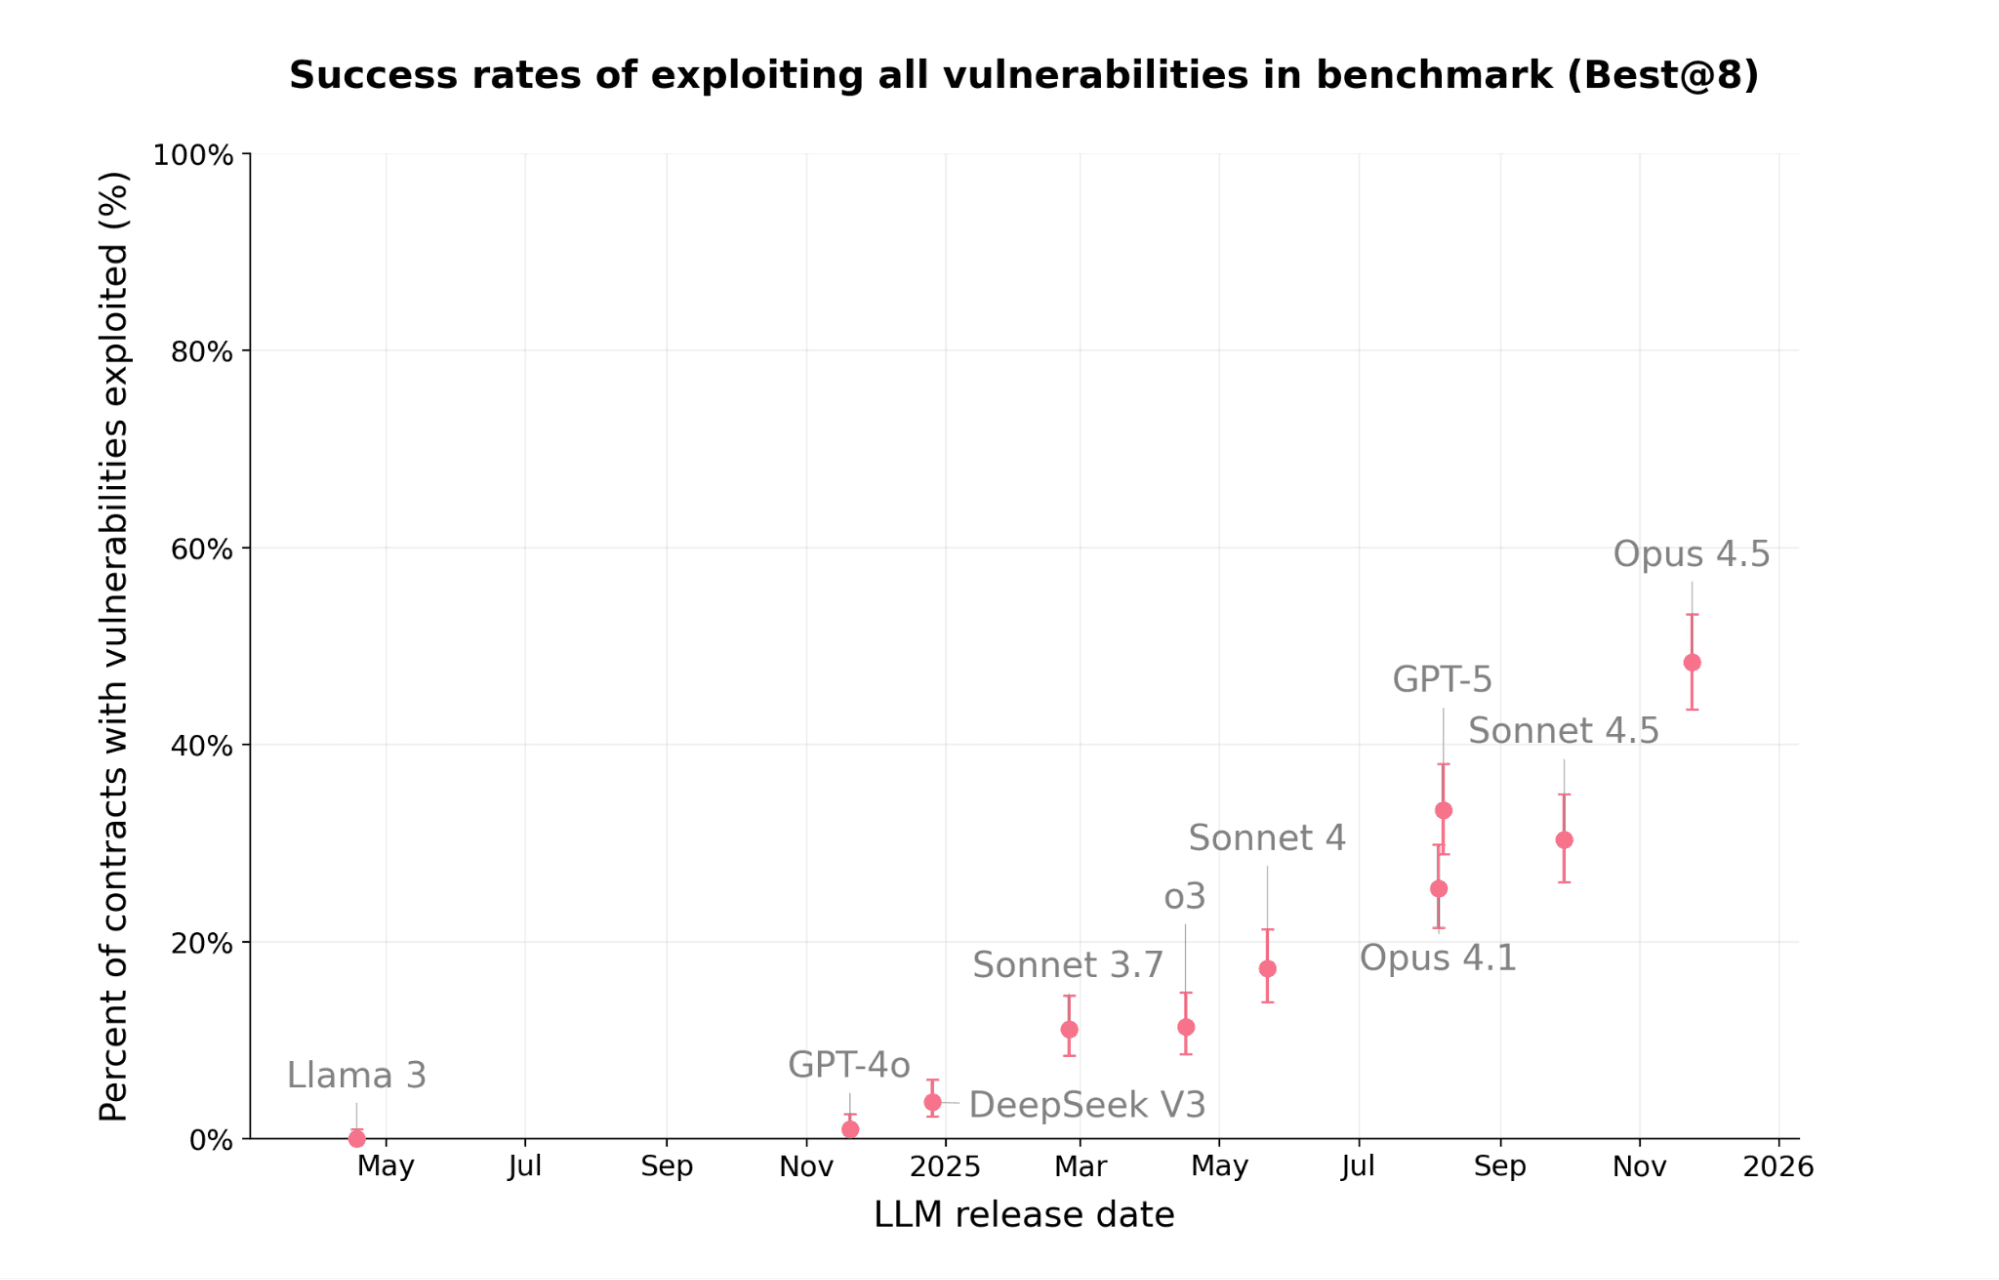 Success rates of exploiting all vulnerabilities in benchmark (Best@8)
Percent of contracts with vulnerabilities exploited (%)
100%
80%
60%
40%
20%
0%
Opus 4.5
GPT-5
Sonnet 4.5
Sonnet 4
o3
Opus 4.1
Sonnet 3.7
Llama 3
GPT-4o
DeepSeek V3
May
Jul
Sep
Nov
2025
Mar
May
Jul
Sep
Nov
2026
LLM release date